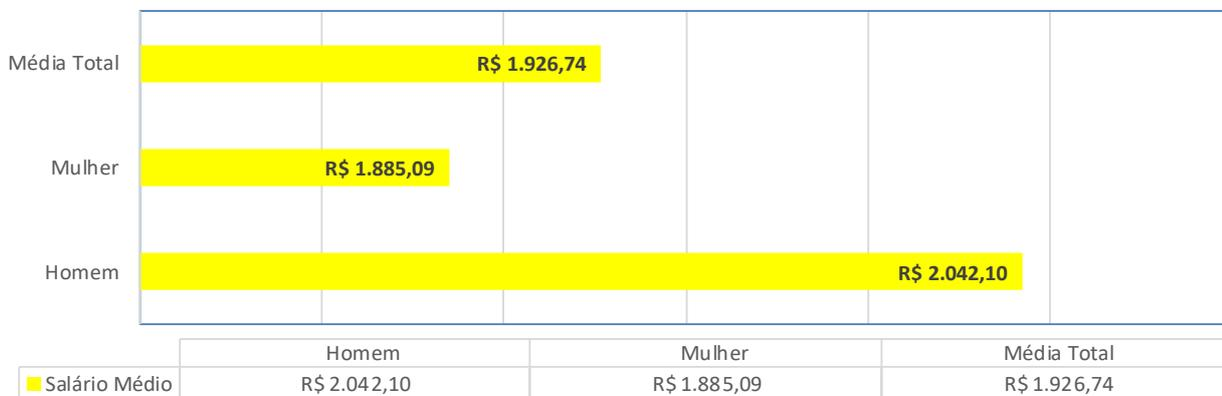 Média Total
R$ 1.926,74
Mulher
R$ 1.885,09
Homem
R$ 2.042,10
Homem Mulher Média Total
Salário Médio R$ 2.042,10 R$ 1.885,09 R$ 1.926,74